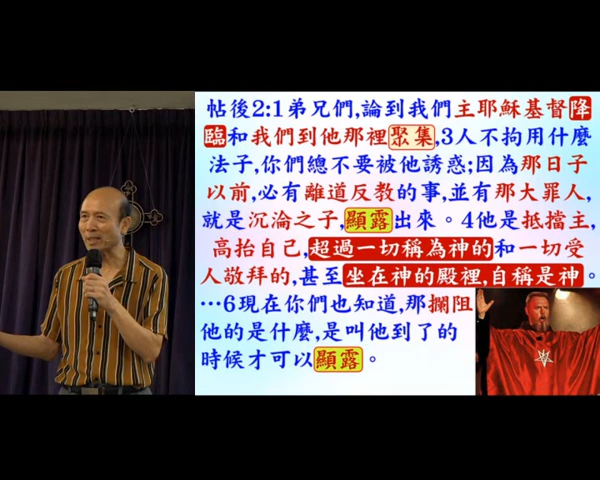 帖後2:1弟兄們,論到我們主耶穌基督降
臨和我們到他那裡聚集,3人不拘用什麼
法子,你們總不要被他誘惑;因為那日子
以前,必有離道反教的事,並有那大罪人,
就是沉淪之子,顯露出來。4他是抵擋主,
高抬自己,超過一切稱為神的和一切受
人敬拜的,甚至坐在神的殿裡,自稱是神。
…6現在你們也知道,那攔阻
他的是什麼,是叫他到了的
時候才可以顯露。